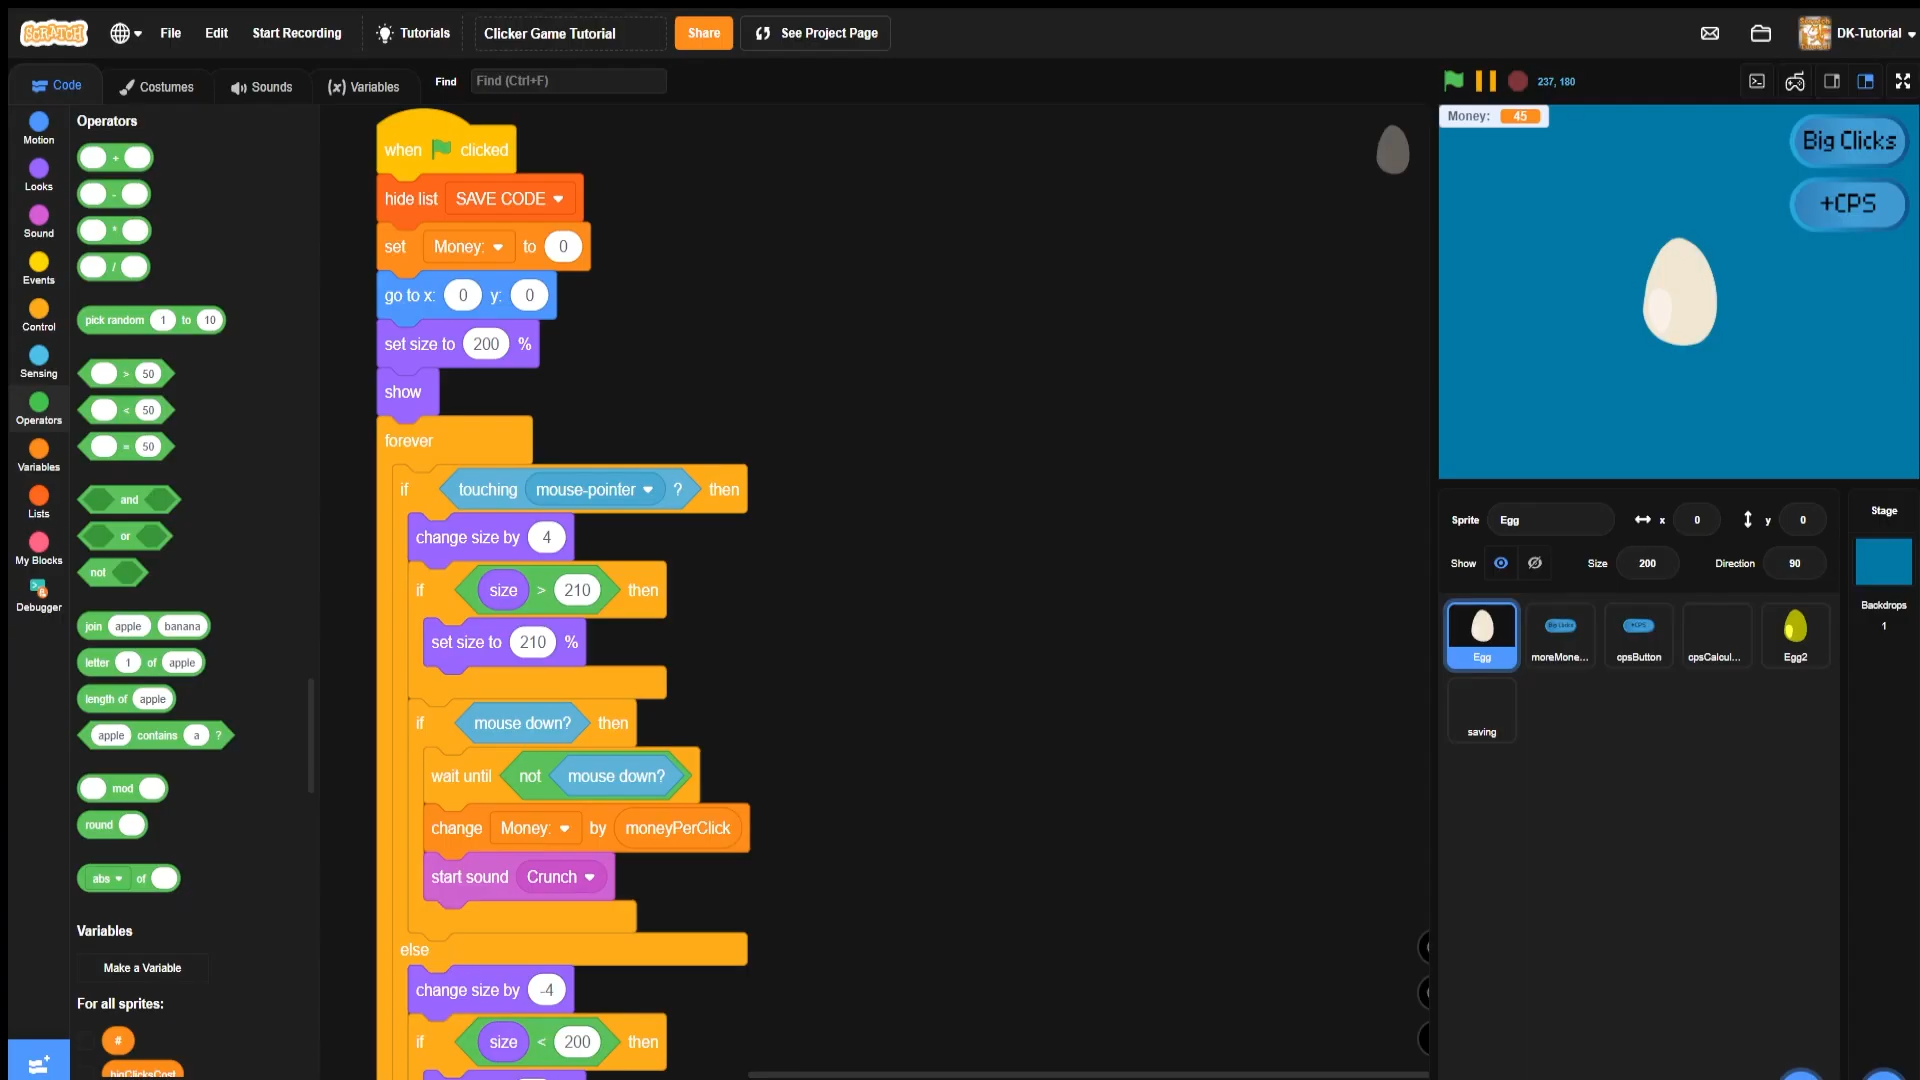 SCRATCH
File
Edit
Start Recording
Tutorials
Clicker Game Tutorial
Share
See Project Page
DK-Tutorial
Code
Costumes
Sounds
(x) Variables
Find
Find (Ctrl+F)
237, 180
Motion
Looks
Sound
Events
Control
Sensing
Operators
Variables
Lists
My Blocks
Debugger
Operators
+
-
*
/
pick random 1 to 10
> 50
< 50
= 50
and
or
not
join apple banana
letter 1 of apple
length of apple
apple contains a ?
mod
round
abs of
Variables
Make a Variable
For all sprites:
#
bigClicksCost
when clicked
hide list SAVE CODE
set Money: to 0
go to x: 0 y: 0
set size to 200 %
show
forever
if touching mouse-pointer ? then
change size by 4
if size > 210 then
set size to 210 %
if mouse down? then
wait until not mouse down?
change Money: by moneyPerClick
start sound Crunch
else
change size by -4
if size < 200 then
Money: 45
Big Clicks
+CPS
Sprite Egg x 0 y 0
Show Size 200 Direction 90
Big Clicks
+CPS
Egg
moreMone...
cpsButton
cpsCalcul...
Egg2
saving
Stage
Backdrops
1